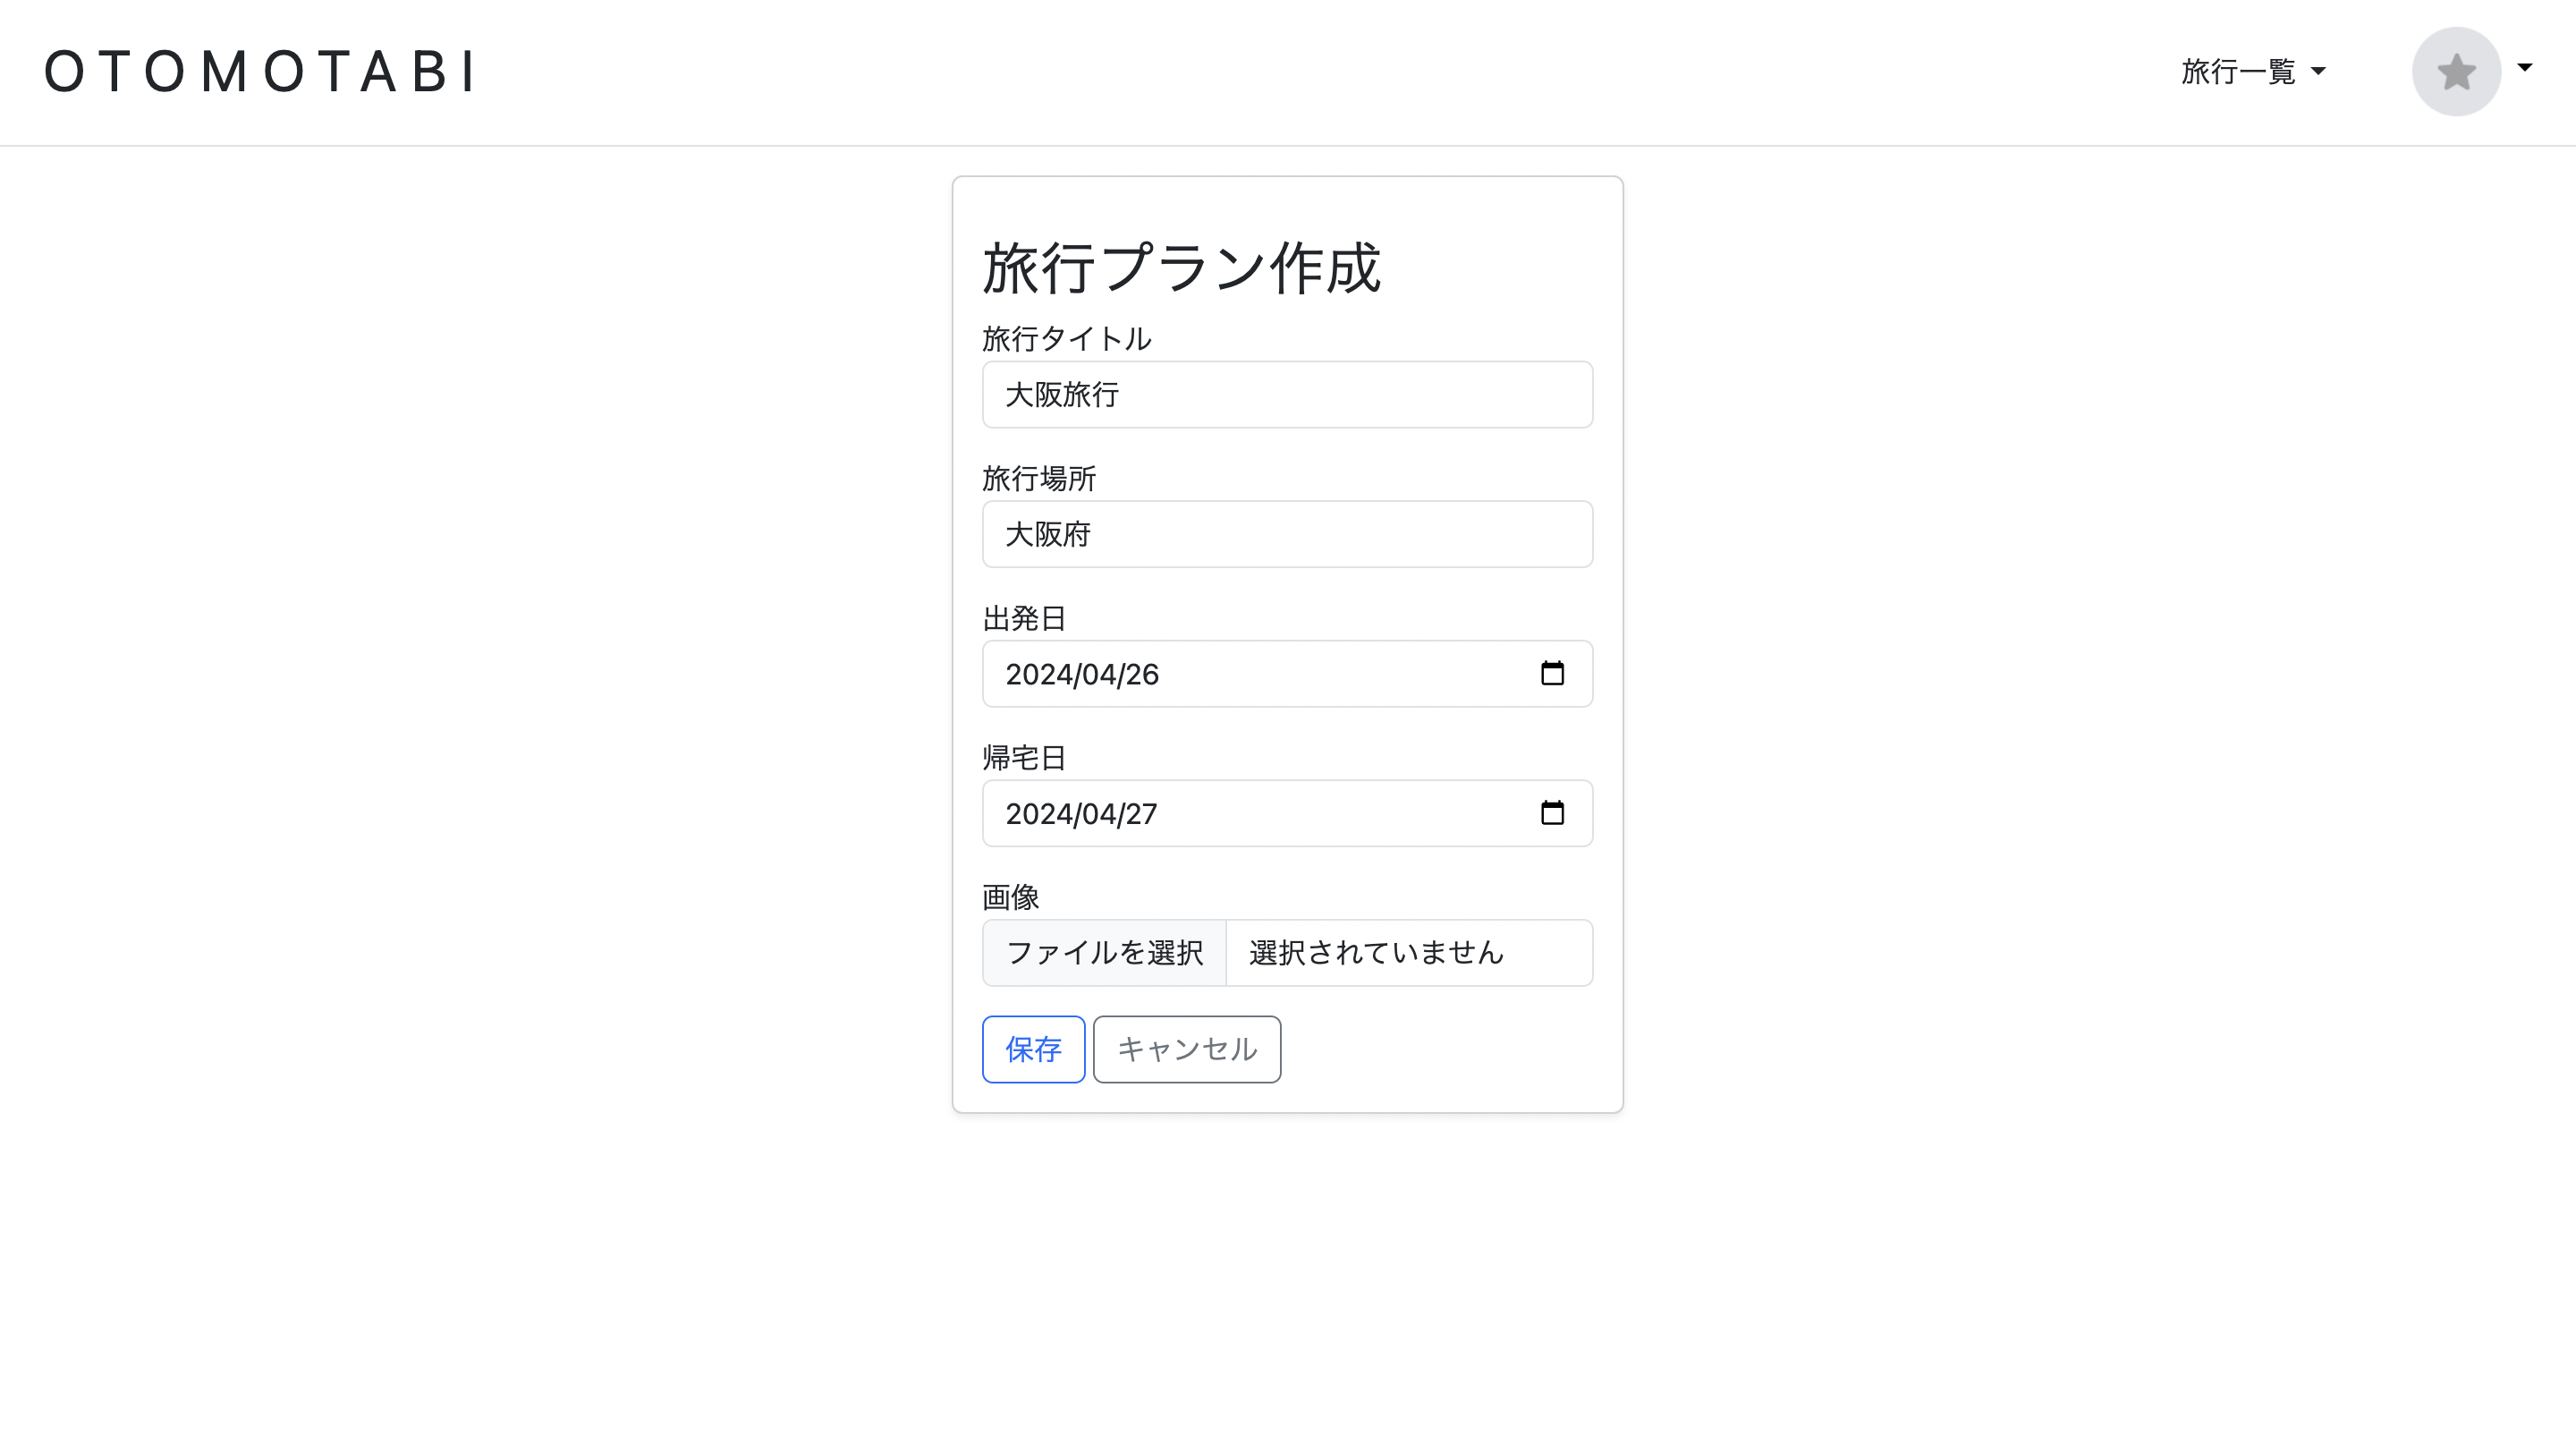 OTOMOTABI
旅行一覧
旅行プラン作成
旅行タイトル
大阪旅行
旅行場所
大阪府
出発日
2024/04/26
帰宅日
2024/04/27
画像
ファイルを選択 選択されていません
保存 キャンセル